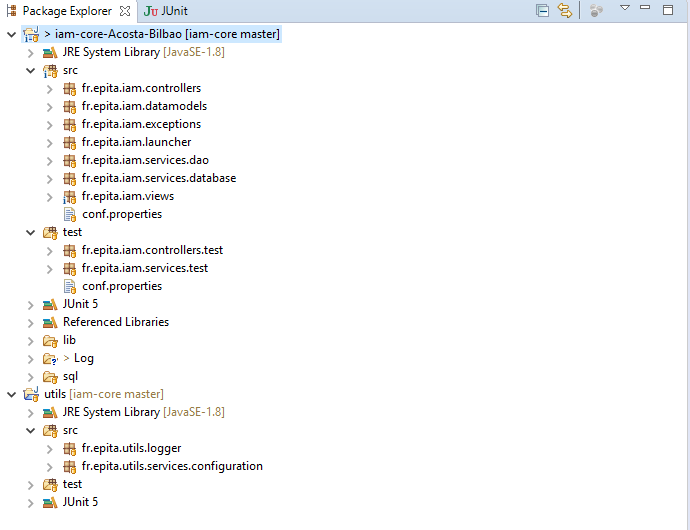 Package Explorer JUnit
> iam-core-Acosta-Bilbao [iam-core master]
JRE System Library [JavaSE-1.8]
src
fr.epita.iam.controllers
fr.epita.iam.datamodels
fr.epita.iam.exceptions
fr.epita.iam.launcher
fr.epita.iam.services.dao
fr.epita.iam.services.database
fr.epita.iam.views
conf.properties
test
fr.epita.iam.controllers.test
fr.epita.iam.services.test
conf.properties
JUnit 5
Referenced Libraries
lib
> Log
sql
utils [iam-core master]
JRE System Library [JavaSE-1.8]
src
fr.epita.utils.logger
fr.epita.utils.services.configuration
test
JUnit 5